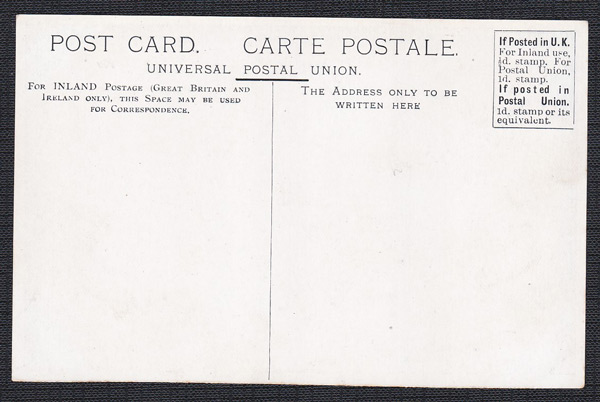 POST CARD. CARTE POSTALE.
UNIVERSAL POSTAL UNION.
FOR INLAND POSTAGE (GREAT BRITAIN AND
IRELAND ONLY), THIS SPACE MAY BE USED
FOR CORRESPONDENCE.
THE ADDRESS ONLY TO BE
WRITTEN HERE
If Posted in U.K.
For Inland use,
½d. stamp. For
Postal Union,
1d. stamp.
If posted in
Postal Union.
1d. stamp or its
equivalent.